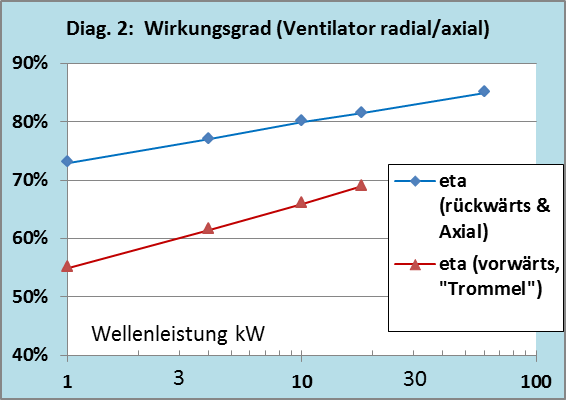 Diag. 2: Wirkungsgrad (Ventilator radial/axial)
90%
80%
70%
60%
50%
40%
eta
(rückwärts &
Axial)
eta (vorwärts,
"Trommel")
Wellenleistung kW
1
3
10
30
100